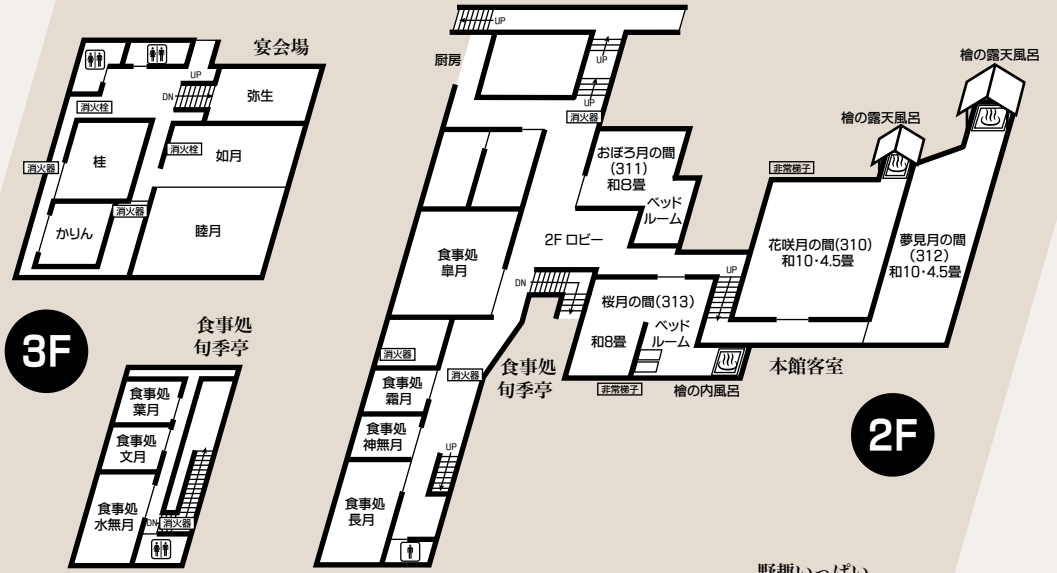 宴会場
UP
DN
弥生
消火栓
桂
消火栓
如月
消火器
消火器
かりん
睦月
3F
食事処
旬季亭
食事処
葉月
食事処
文月
食事処
水無月
DN
消火器
UP
厨房
UP
UP
消火器
おぼろ月の間
(311)
和8畳
ベッド
ルーム
2F ロビー
食事処
皐月
DN
桜月の間(313)
和8畳
ベッド
ルーム
UP
非常梯子
檜の内風呂
消火器
食事処
霜月
消火器
食事処
旬季亭
食事処
神無月
UP
食事処
長月
檜の露天風呂
檜の露天風呂
非常梯子
花咲月の間(310)
和10・4.5畳
夢見月の間
(312)
和10・4.5畳
本館客室
2F
野趣いっぱい